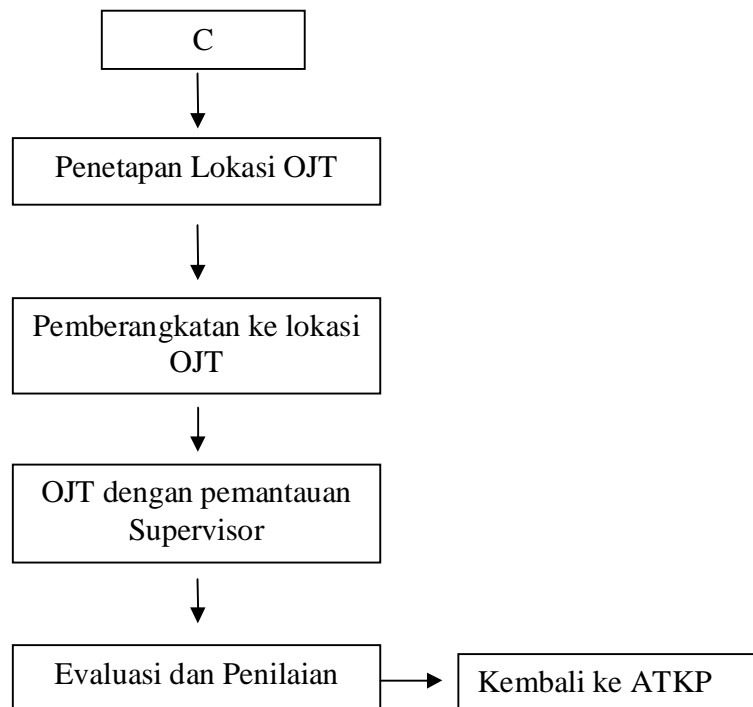 C
Penetapan Lokasi OJT
Pemberangkatan ke lokasi
OJT
OJT dengan pemantauan
Supervisor
Evaluasi dan Penilaian
Kembali ke ATKP